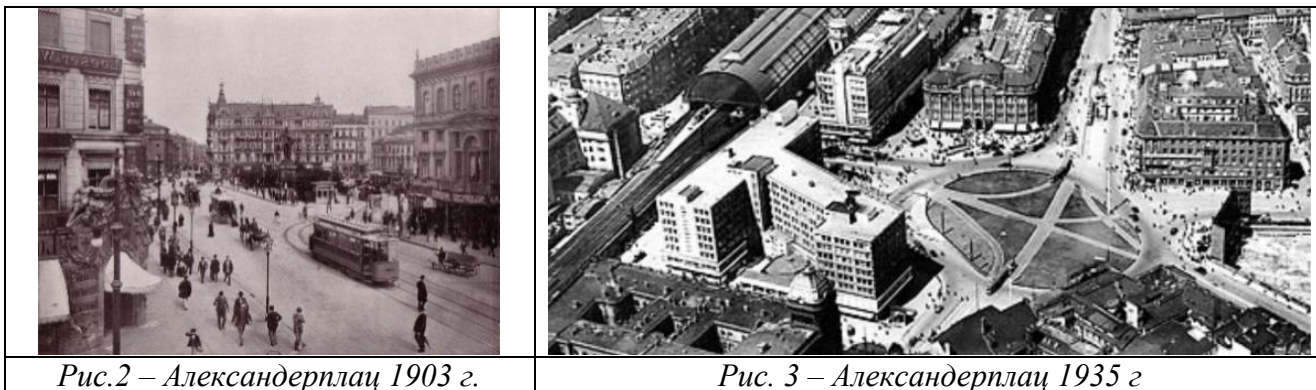 Рис.2 – Александерплац 1903 г.
Рис. 3 – Александерплац 1935 г